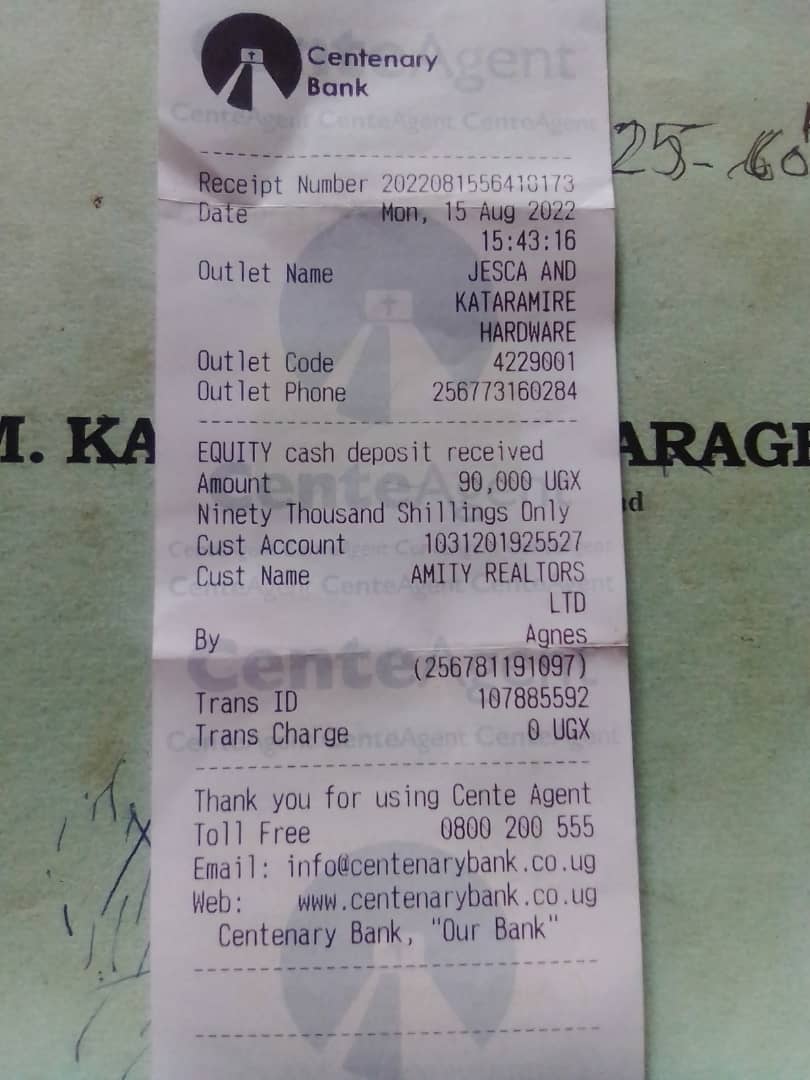 Centenary
Bank
25-
Receipt Number 2022081556418173
Date Mon, 15 Aug 2022
15:43:16
Outlet Name JESCA AND
KATARAMIRE
HARDWARE
Outlet Code 4229001
Outlet Phone 256773160284
M. KA ARAGE
EQUITY cash deposit received
Amount 90,000 UGX
Ninety Thousand Shillings Only
Cust Account 1031201925527
Cust Name AMITY REALTORS
LTD
By Agnes
(256781191097)
Trans ID 107885592
Trans Charge 0 UGX
Thank you for using Cente Agent
Toll Free 0800 200 555
Email: info@centenarybank.co.ug
Web: www.centenarybank.co.ug
Centenary Bank, "Our Bank"